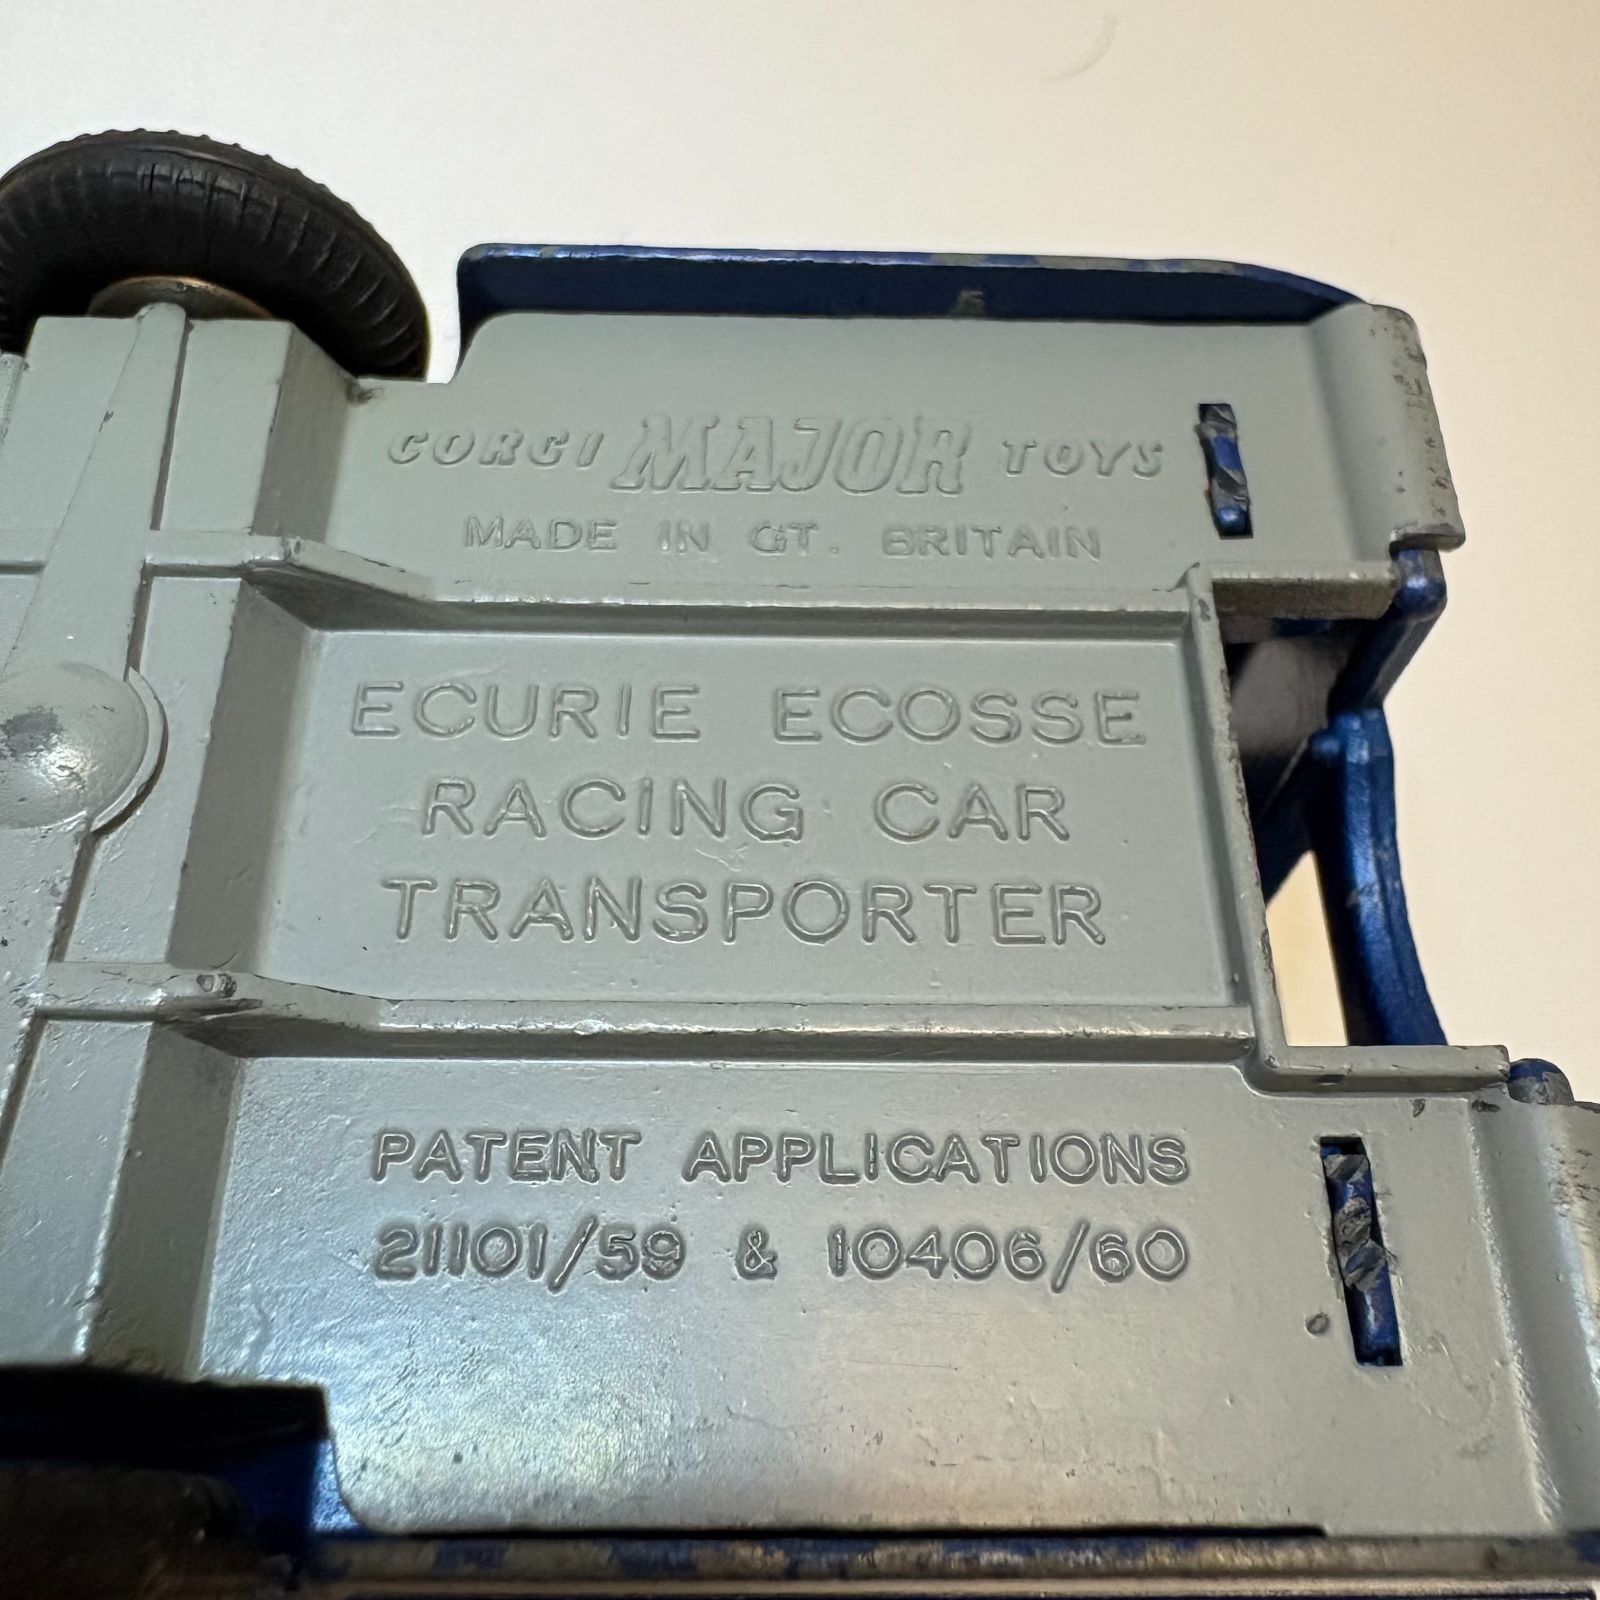 CORGI MAJOR TOYS
MADE IN GT. BRITAIN
ECURIE ECOSSE
RACING CAR
TRANSPORTER
PATENT APPLICATIONS
21101/59 & 10406/60